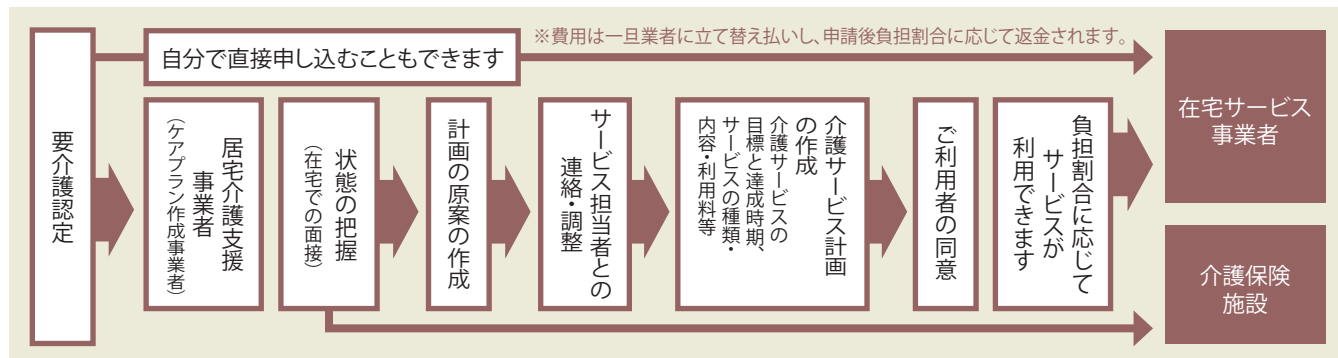 ※費用は一旦業者に立て替え払いし、申請後負担割合に応じて返金されます。
自分で直接申し込むこともできます
要介護認定
居宅介護支援
事業者
（ケアプラン作成事業者）
状態の把握
（在宅での面接）
計画の原案の作成
サービス担当者との
連絡・調整
介護サービス計画
の作成
介護サービスの
目標と達成時期、
サービスの種類・
内容・利用料等
ご利用者の同意
負担割合に応じて
サービスが
利用できます
在宅サービス
事業者
介護保険
施設